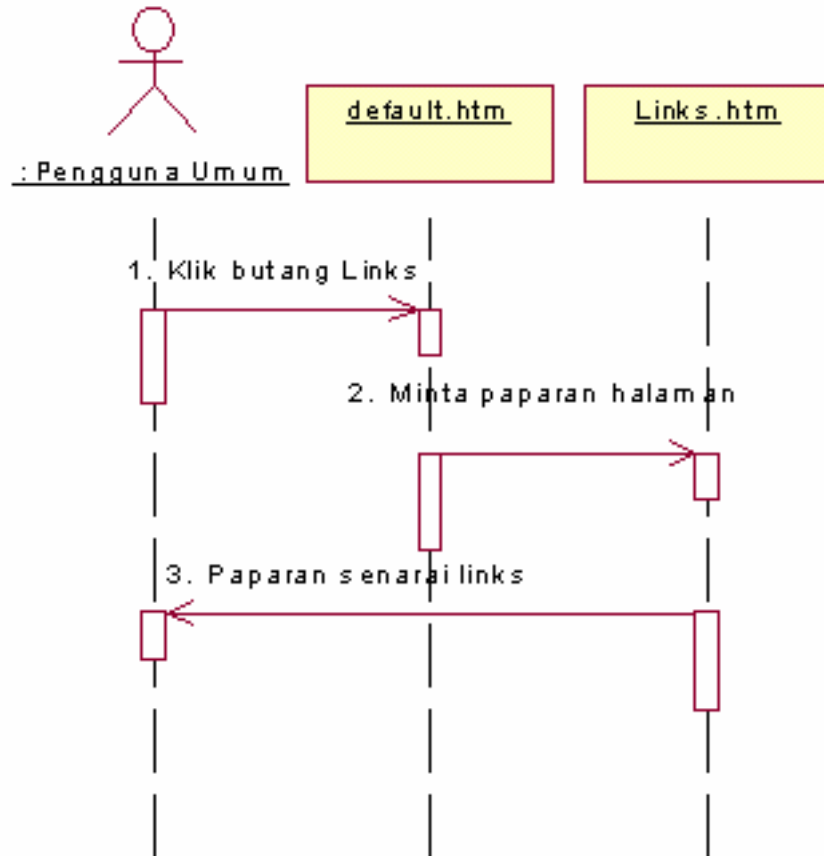 default.htm
Links.htm
: Pengguna Umum
1. Klik butang Links
2. Minta paparan halaman
3. Paparan senarai links